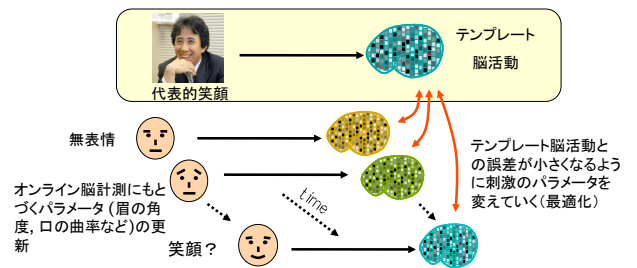 テンプレート
脳活動
代表的笑顔
無表情
テンプレート脳活動と
の誤差が小さくなるよう
に刺激のパラメータを
変えていく(最適化)
オンライン脳計測にもと
づくパラメータ (眉の角
度, 口の曲率など)の更
新
time
笑顔?